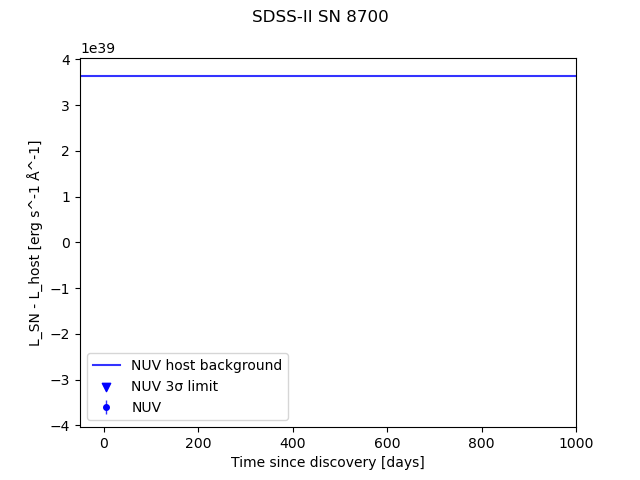 SDSS-II SN 8700
1e39
4
3
2
1
0
−1
−2
−3
−4
L_SN - L_host [erg s^-1 Å^-1]
NUV host background
NUV 3σ limit
NUV
0 200 400 600 800 1000
Time since discovery [days]